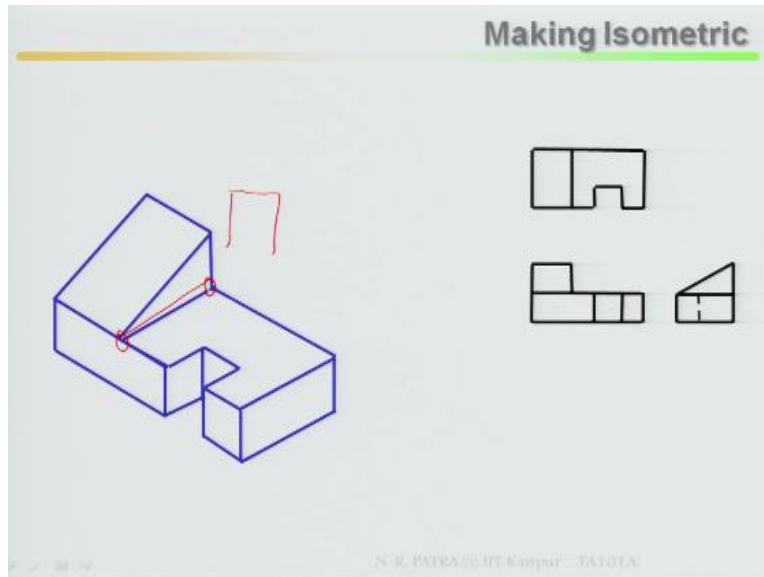 Making Isometric
N. R. PATRA @ IIT Kanpur : TA101A